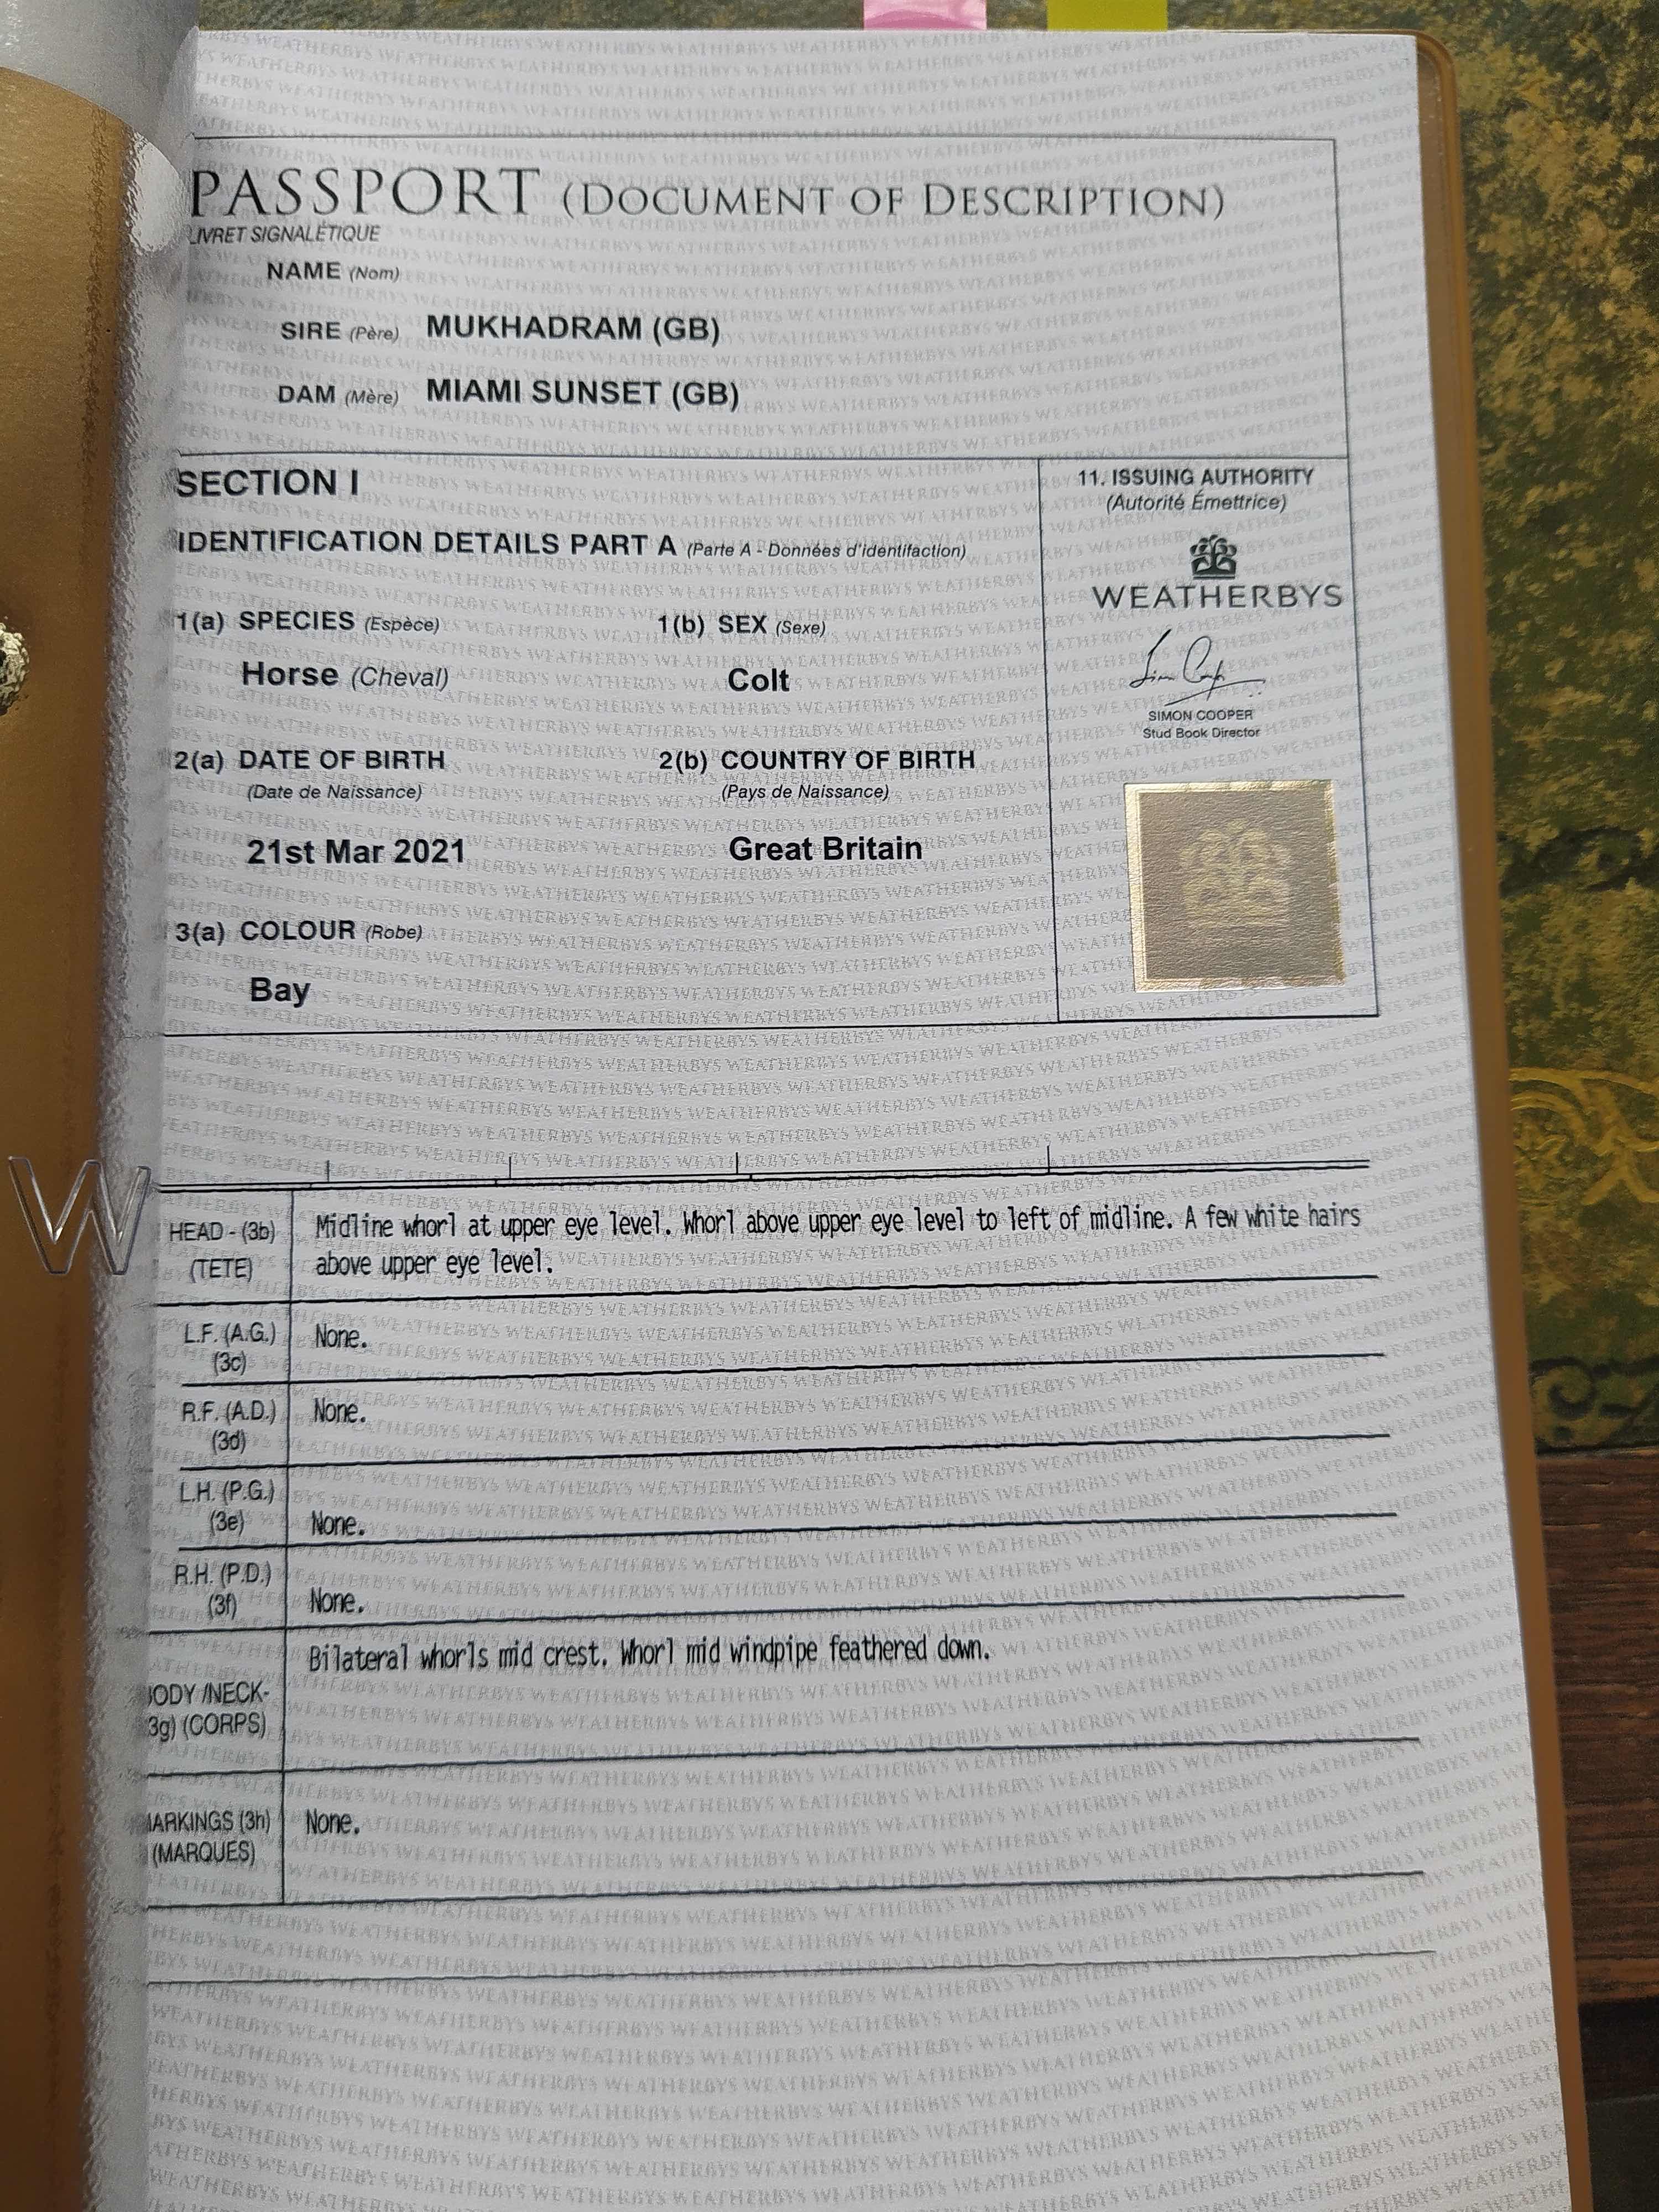 PASSPORT (DOCUMENT OF DESCRIPTION)
LIVRET SIGNALÉTIQUE
NAME (Nom)
SIRE (Père) MUKHADRAM (GB)
DAM (Mère) MIAMI SUNSET (GB)
SECTION I
IDENTIFICATION DETAILS PART A (Parte A - Données d'identifaction)
11. ISSUING AUTHORITY
(Autorité Émettrice)
WEATHERBYS
SIMON COOPER
Stud Book Director
1(a) SPECIES (Espèce) 1(b) SEX (Sexe)
Horse (Cheval) Colt
2(a) DATE OF BIRTH 2(b) COUNTRY OF BIRTH
(Date de Naissance) (Pays de Naissance)
21st Mar 2021 Great Britain
3(a) COLOUR (Robe)
Bay
W
HEAD - (3b) Midline whorl at upper eye level. Whorl above upper eye level to left of midline. A few white hairs
(TETE) above upper eye level.
L.F. (A.G.) None.
(3c)
R.F. (A.D.) None.
(3d)
L.H. (P.G.)
(3e) None.
R.H. (P.D.)
(3f) None.
Bilateral whorls mid crest. Whorl mid windpipe feathered down.
BODY /NECK-
3g) (CORPS)
MARKINGS (3h) None.
(MARQUES)